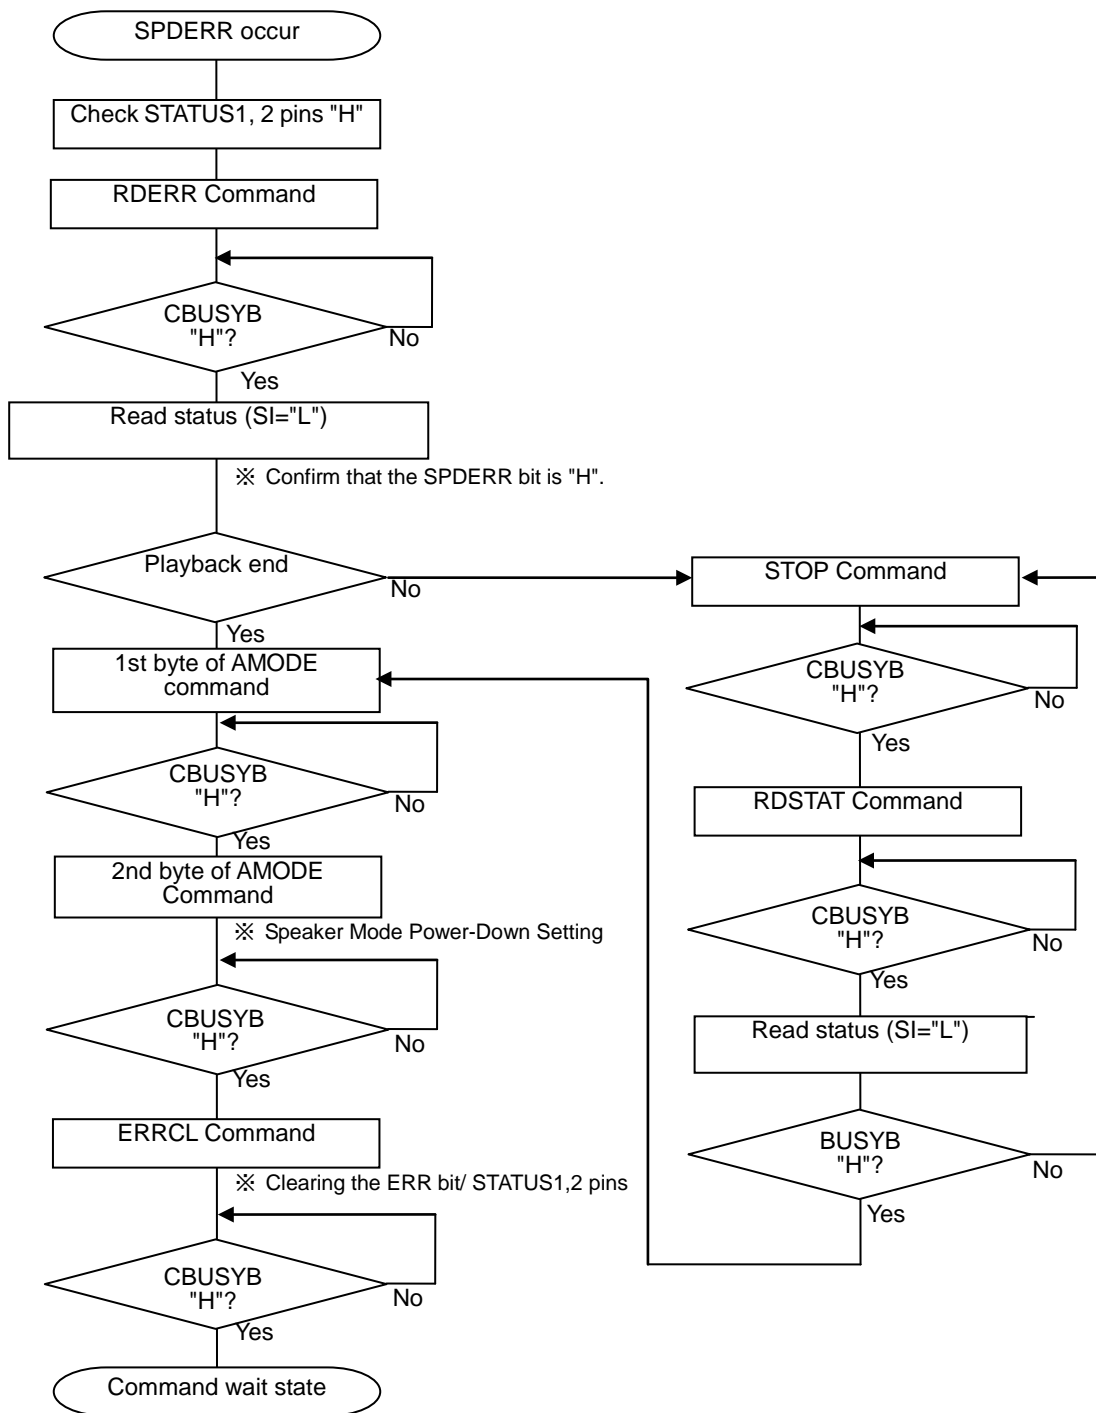 SPDERR occur
Check STATUS1, 2 pins "H"
RDERR Command
CBUSYB
"H"?
No
Yes
Read status (SI="L")
※ Confirm that the SPDERR bit is "H".
Playback end
No
Yes
1st byte of AMODE
command
CBUSYB
"H"?
No
Yes
2nd byte of AMODE
Command
※ Speaker Mode Power-Down Setting
CBUSYB
"H"?
No
Yes
ERRCL Command
※ Clearing the ERR bit/ STATUS1,2 pins
CBUSYB
"H"?
No
Yes
Command wait state
STOP Command
CBUSYB
"H"?
No
Yes
RDSTAT Command
CBUSYB
"H"?
No
Yes
Read status (SI="L")
BUSYB
"H"?
No
Yes